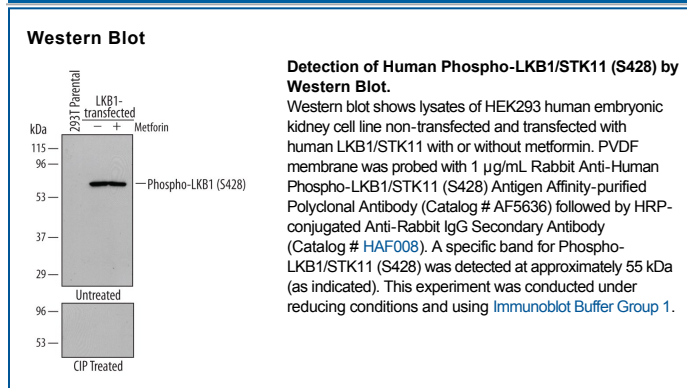 Western Blot
293T Parental
LKB1-
transfected
kDa
− + Metforin
115
96
53
37
29
Phospho-LKB1 (S428)
Untreated
96
53
CIP Treated
Detection of Human Phospho-LKB1/STK11 (S428) by
Western Blot.
Western blot shows lysates of HEK293 human embryonic
kidney cell line non-transfected and transfected with
human LKB1/STK11 with or without metformin. PVDF
membrane was probed with 1 µg/mL Rabbit Anti-Human
Phospho-LKB1/STK11 (S428) Antigen Affinity-purified
Polyclonal Antibody (Catalog # AF5636) followed by HRP-
conjugated Anti-Rabbit IgG Secondary Antibody
(Catalog # HAF008). A specific band for Phospho-
LKB1/STK11 (S428) was detected at approximately 55 kDa
(as indicated). This experiment was conducted under
reducing conditions and using Immunoblot Buffer Group 1.